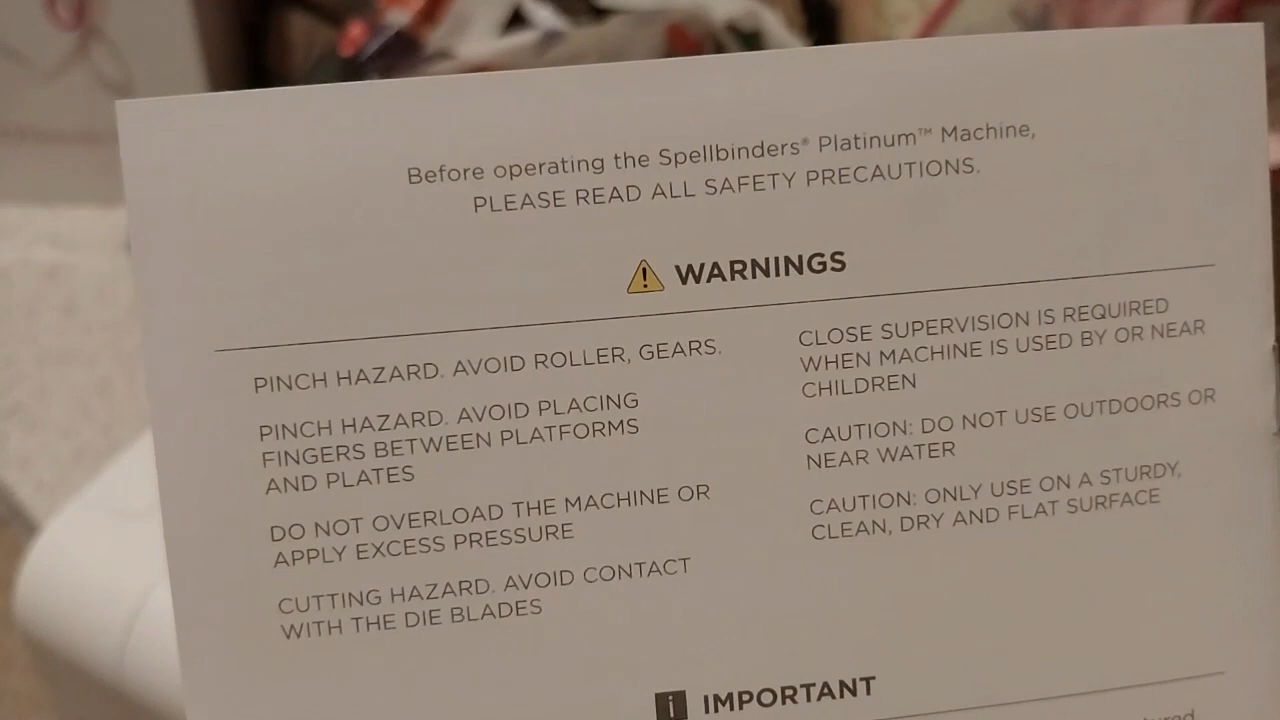 Before operating the Spellbinders® Platinum™ Machine,
PLEASE READ ALL SAFETY PRECAUTIONS.
WARNINGS
PINCH HAZARD. AVOID ROLLER, GEARS.
PINCH HAZARD. AVOID PLACING
FINGERS BETWEEN PLATFORMS
AND PLATES
DO NOT OVERLOAD THE MACHINE OR
APPLY EXCESS PRESSURE
CUTTING HAZARD. AVOID CONTACT
WITH THE DIE BLADES
CLOSE SUPERVISION IS REQUIRED
WHEN MACHINE IS USED BY OR NEAR
CHILDREN
CAUTION: DO NOT USE OUTDOORS OR
NEAR WATER
CAUTION: ONLY USE ON A STURDY,
CLEAN, DRY AND FLAT SURFACE
IMPORTANT